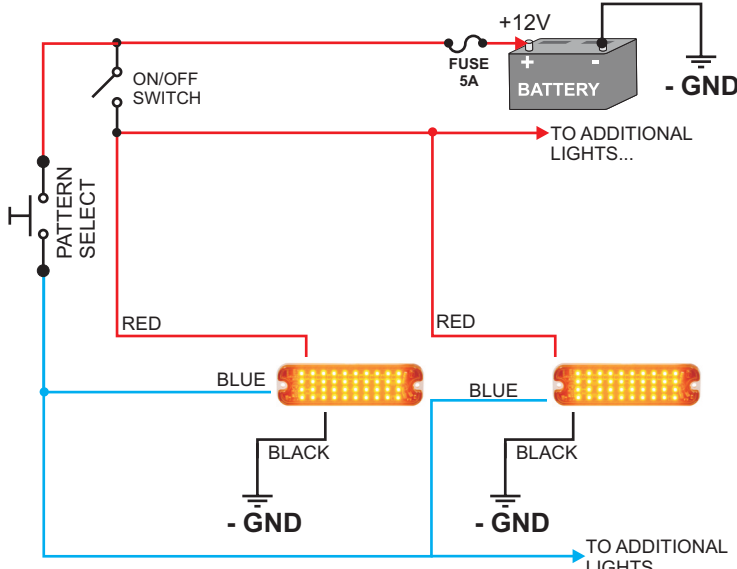 +12V
FUSE
5A
+ -
BATTERY
- GND
ON/OFF
SWITCH
TO ADDITIONAL
LIGHTS...
PATTERN
SELECT
RED
RED
BLUE
BLUE
BLACK
BLACK
- GND
- GND
TO ADDITIONAL
LIGHTS